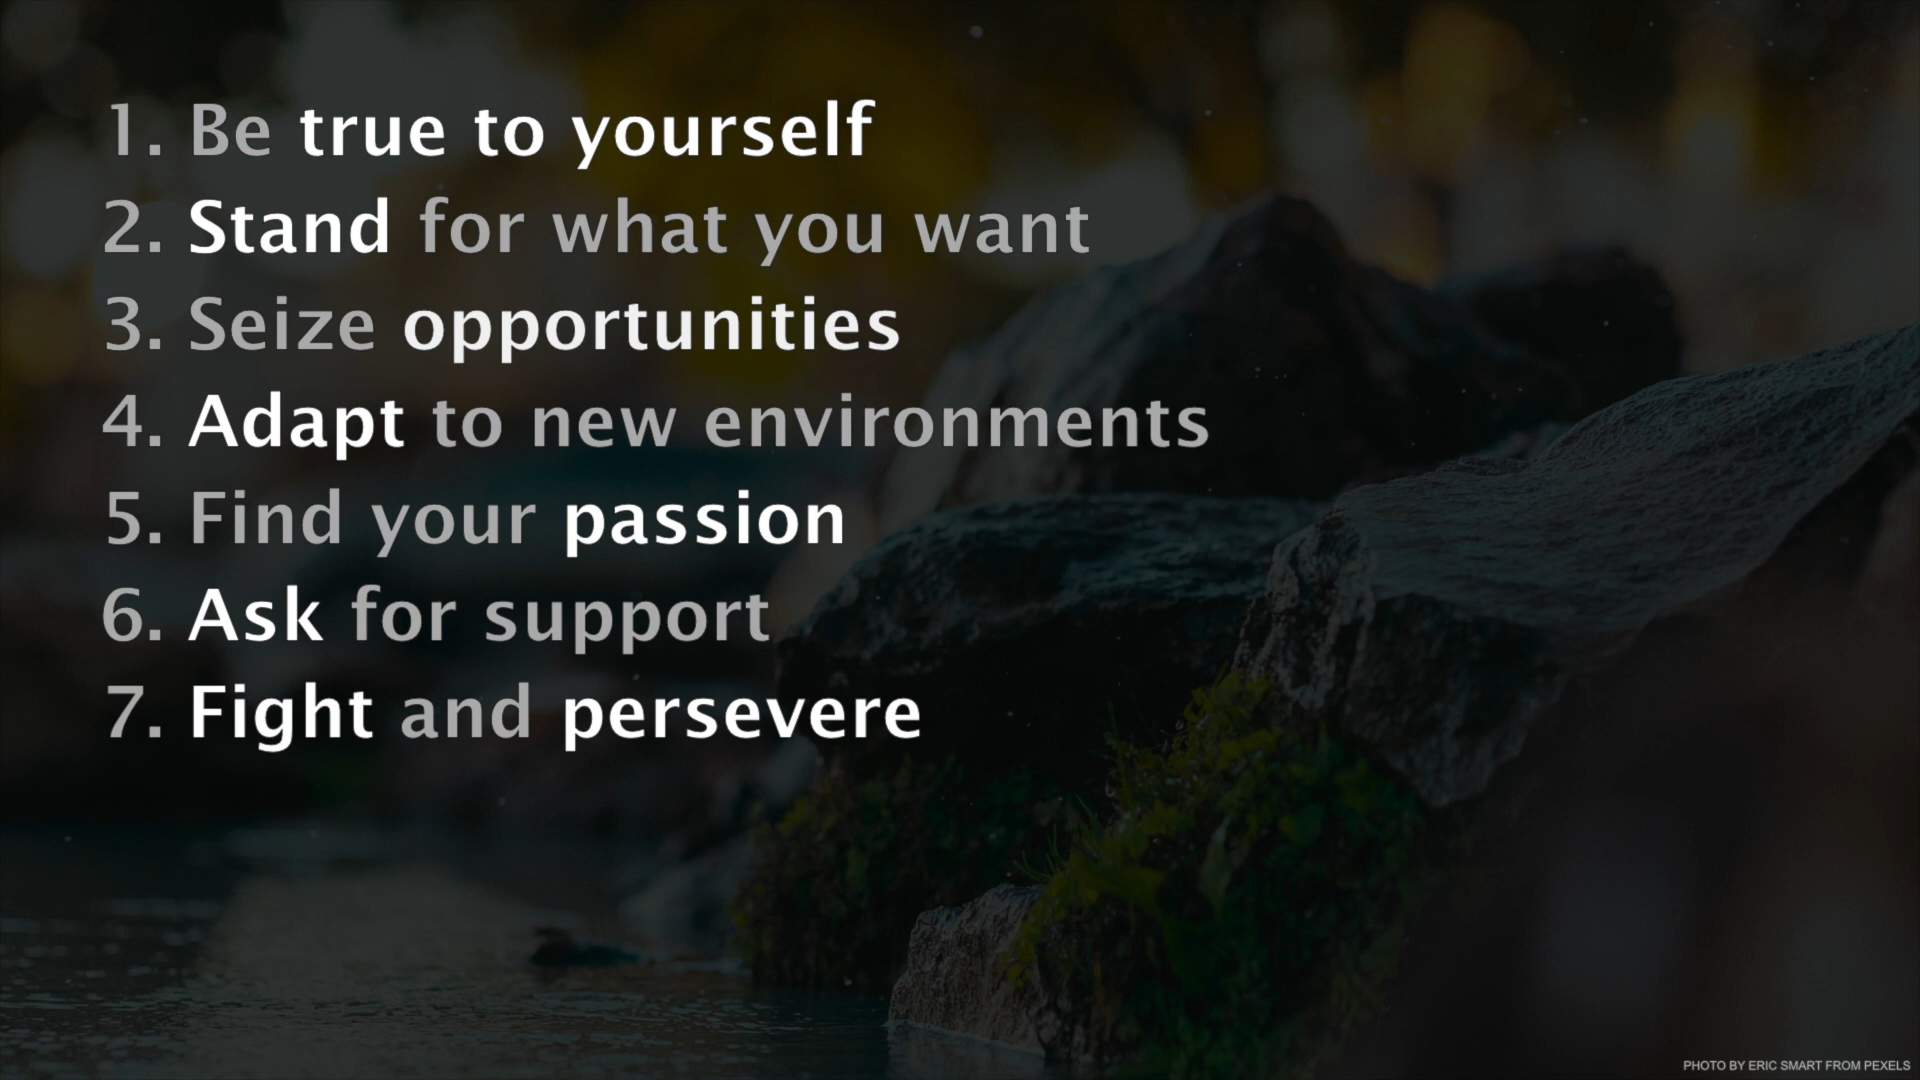 1. Be true to yourself
2. Stand for what you want
3. Seize opportunities
4. Adapt to new environments
5. Find your passion
6. Ask for support
7. Fight and persevere
PHOTO BY ERIC SMART FROM PEXELS